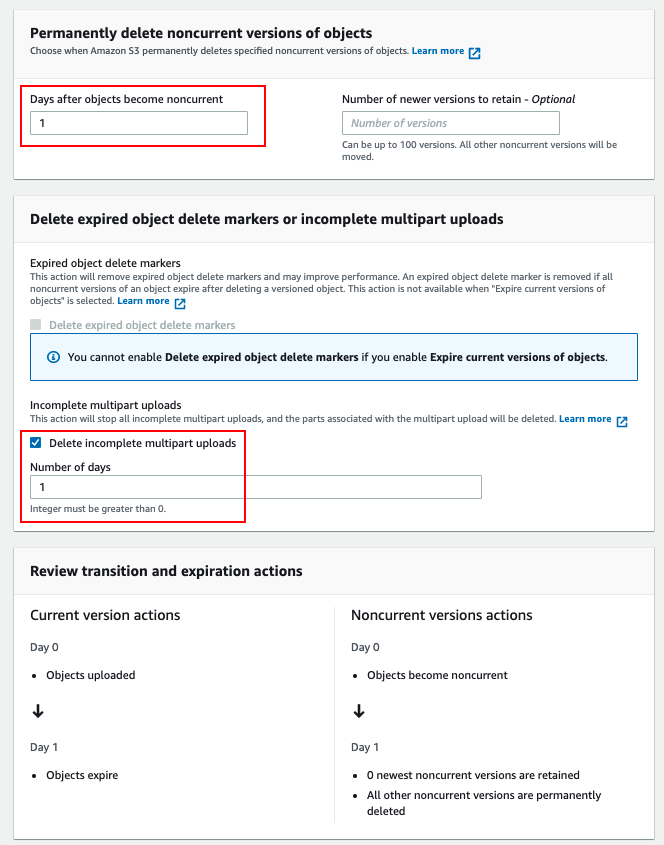 Permanently delete noncurrent versions of objects
Choose when Amazon S3 permanently deletes specified noncurrent versions of objects. Learn more
Days after objects become noncurrent
1
Number of newer versions to retain - Optional
Number of versions
Can be up to 100 versions. All other noncurrent versions will be
moved.
Delete expired object delete markers or incomplete multipart uploads
Expired object delete markers
This action will remove expired object delete markers and may improve performance. An expired object delete marker is removed if all
noncurrent versions of an object expire after deleting a versioned object. This action is not available when "Expire current versions of
objects" is selected. Learn more
Delete expired object delete markers
You cannot enable Delete expired object delete markers if you enable Expire current versions of objects.
Incomplete multipart uploads
This action will stop all incomplete multipart uploads, and the parts associated with the multipart upload will be deleted. Learn more
Delete incomplete multipart uploads
Number of days
1
Integer must be greater than 0.
Review transition and expiration actions
Current version actions
Day 0
• Objects uploaded
↓
Day 1
• Objects expire
Noncurrent versions actions
Day 0
• Objects become noncurrent
↓
Day 1
• 0 newest noncurrent versions are retained
• All other noncurrent versions are permanently
deleted